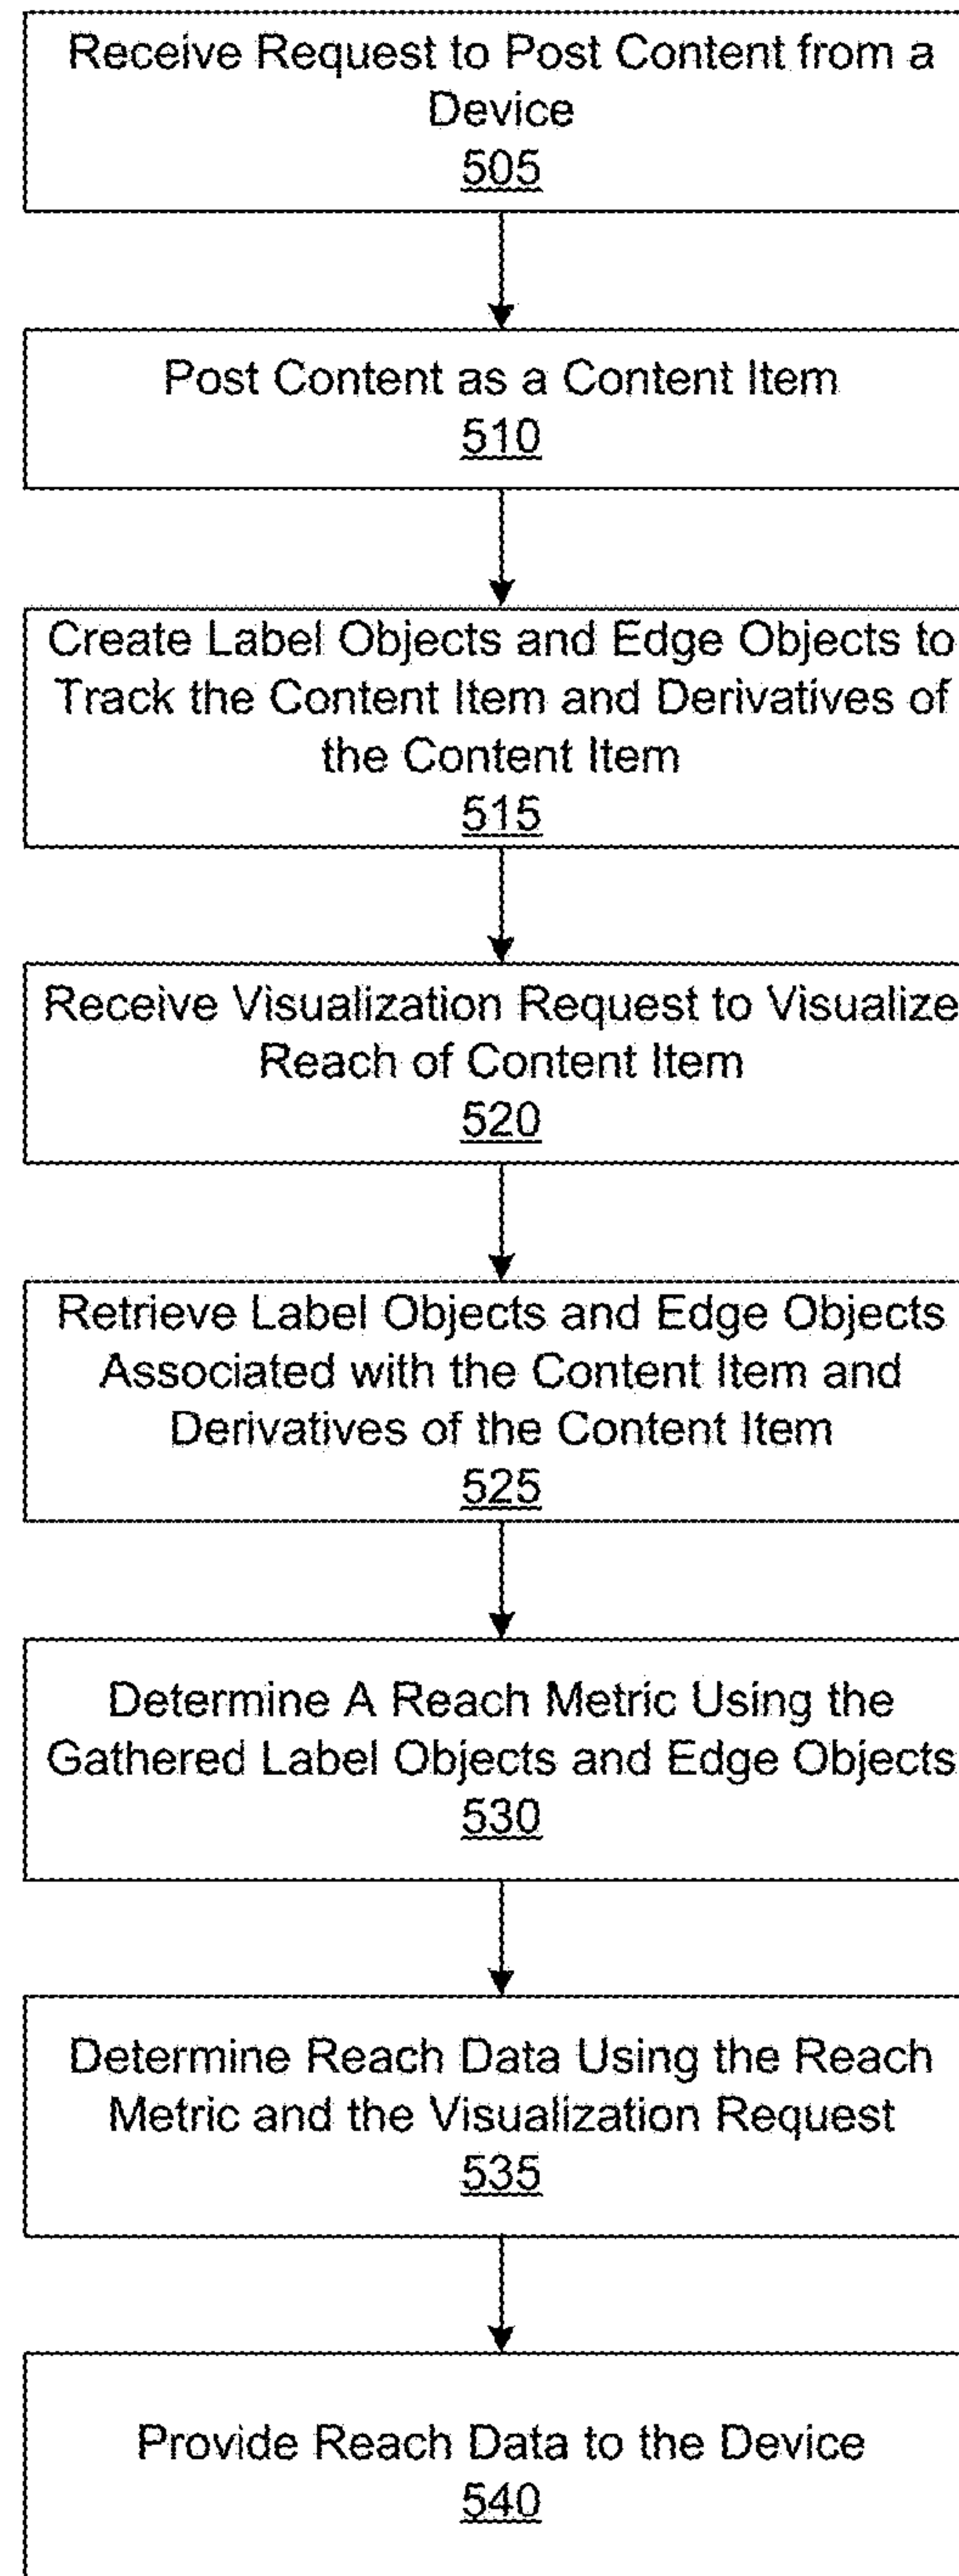 Receive Request to Post Content from a
Device
505
Post Content as a Content Item
510
Create Label Objects and Edge Objects to
Track the Content Item and Derivatives of
the Content Item
515
Receive Visualization Request to Visualize
Reach of Content Item
520
Retrieve Label Objects and Edge Objects
Associated with the Content Item and
Derivatives of the Content Item
525
Determine A Reach Metric Using the
Gathered Label Objects and Edge Objects
530
Determine Reach Data Using the Reach
Metric and the Visualization Request
535
Provide Reach Data to the Device
540